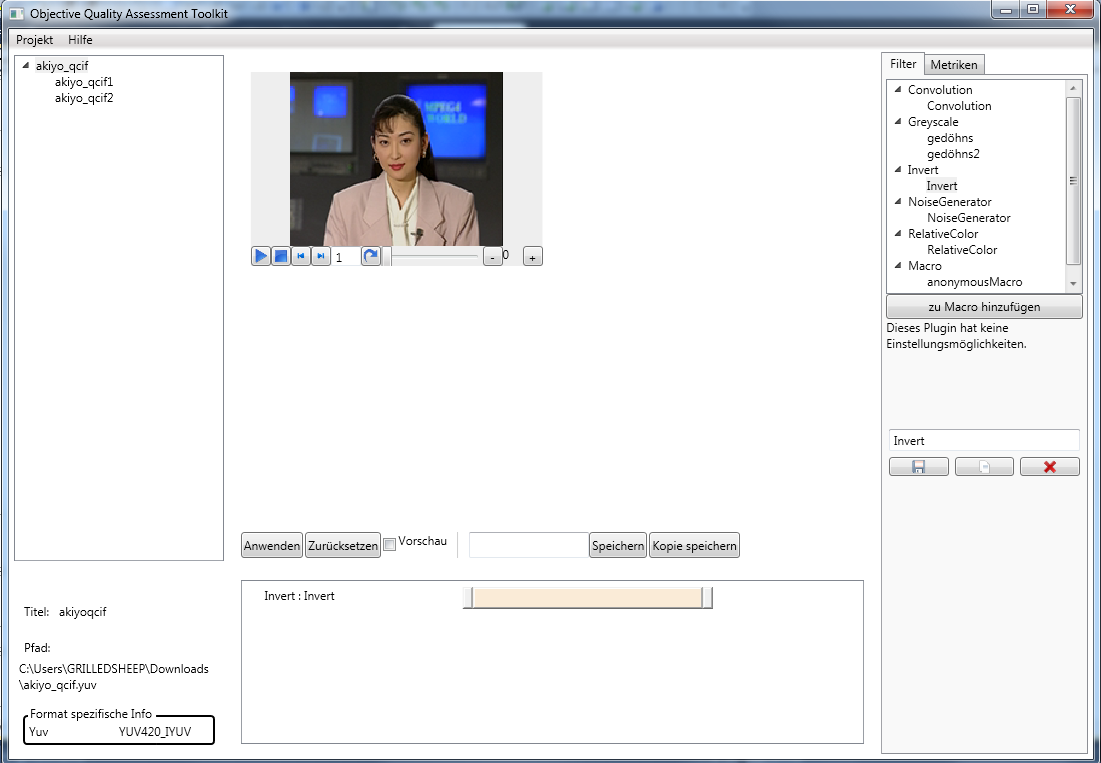 Objective Quality Assessment Toolkit
Projekt Hilfe
akiyo_qcif
akiyo_qcif1
akiyo_qcif2
MPEG4
WORLD
1
- 0 +
Filter Metriken
Convolution
Convolution
Greyscale
gedöhns
gedöhns2
Invert
Invert
NoiseGenerator
NoiseGenerator
RelativeColor
RelativeColor
Macro
anonymousMacro
zu Macro hinzufügen
Dieses Plugin hat keine
Einstellungsmöglichkeiten.
Invert
Anwenden Zurücksetzen Vorschau Speichern Kopie speichern
Invert : Invert
Titel: akiyoqcif
Pfad:
C:\Users\GRILLEDSHEEP\Downloads
\akiyo_qcif.yuv
Format spezifische Info
Yuv YUV420_IYUV